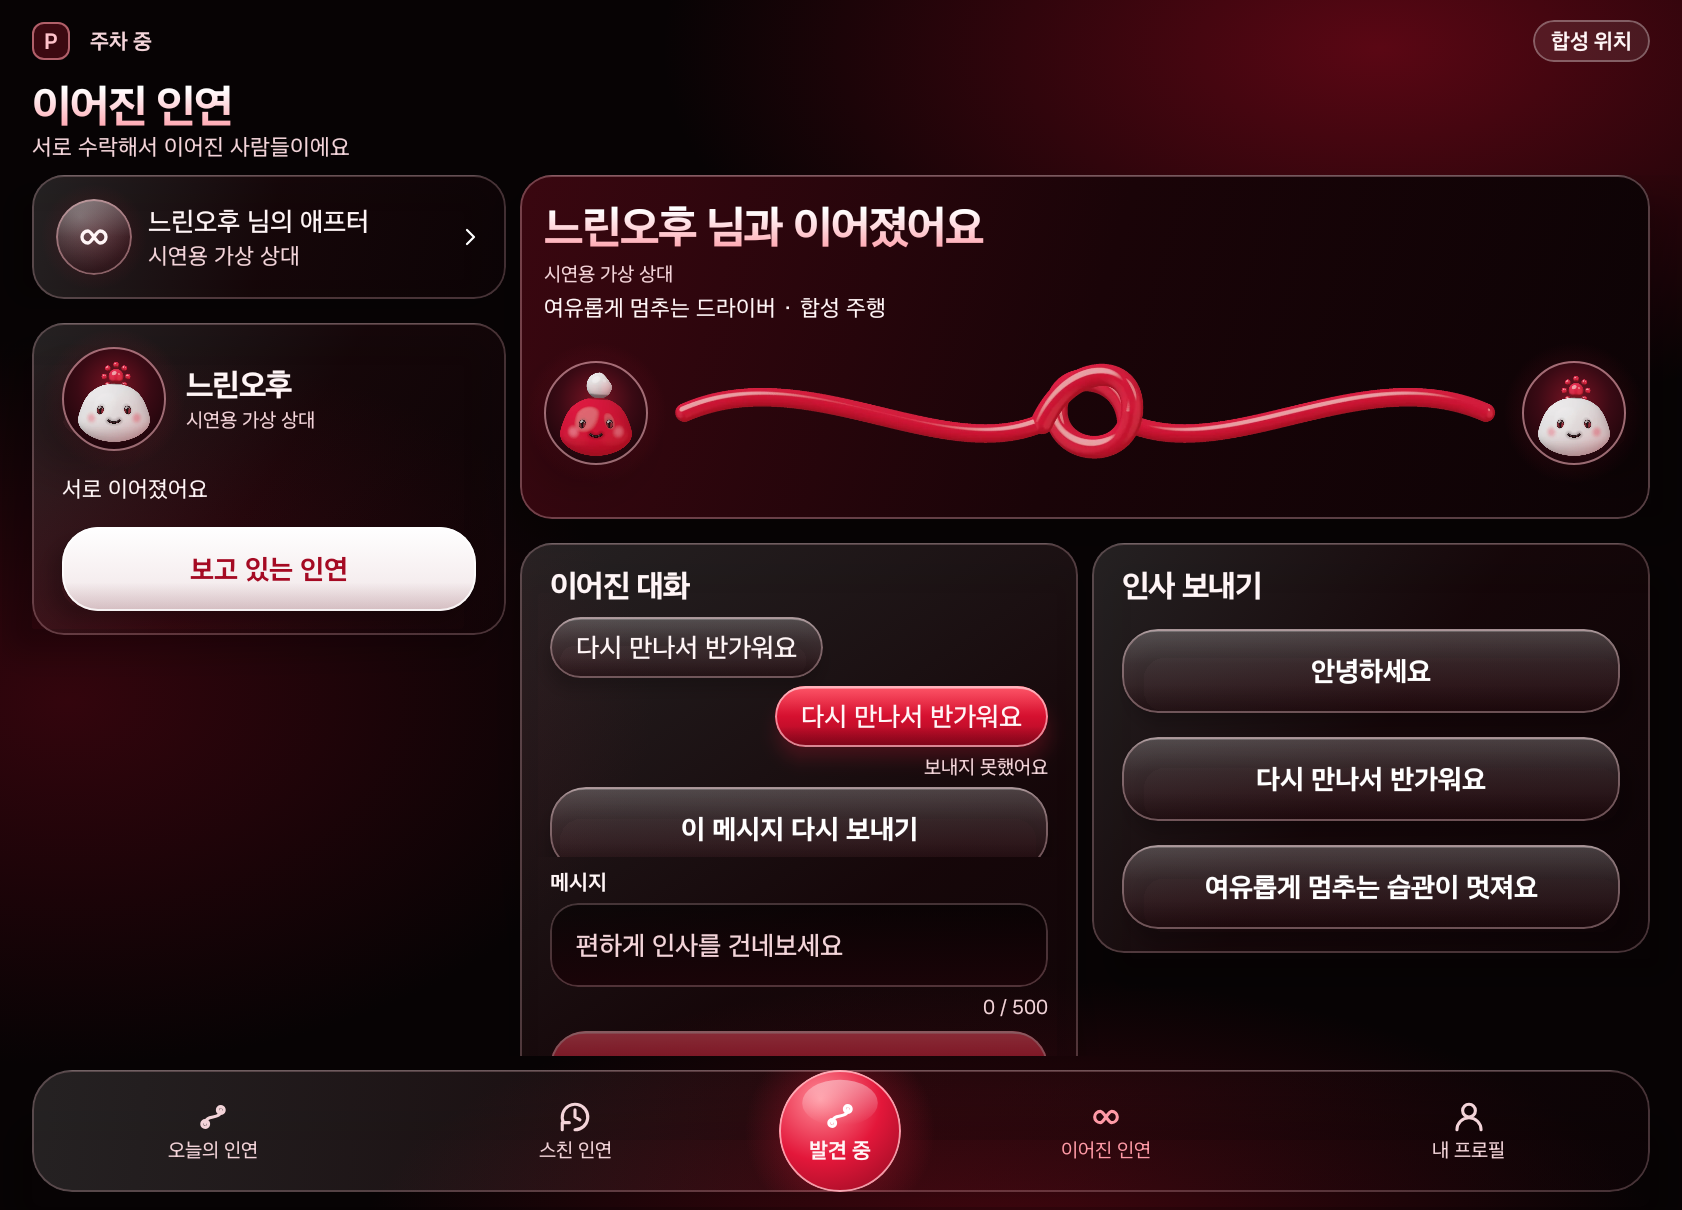 P 주차 중
합성 위치
이어진 인연
서로 수락해서 이어진 사람들이에요
느린오후 님의 애프터
시연용 가상 상대
느린오후
시연용 가상 상대
서로 이어졌어요
보고 있는 인연
느린오후 님과 이어졌어요
시연용 가상 상대
여유롭게 멈추는 드라이버 · 합성 주행
이어진 대화
다시 만나서 반가워요
다시 만나서 반가워요
보내지 못했어요
이 메시지 다시 보내기
메시지
편하게 인사를 건네보세요
0 / 500
인사 보내기
안녕하세요
다시 만나서 반가워요
여유롭게 멈추는 습관이 멋져요
오늘의 인연
스친 인연
발견 중
이어진 인연
내 프로필